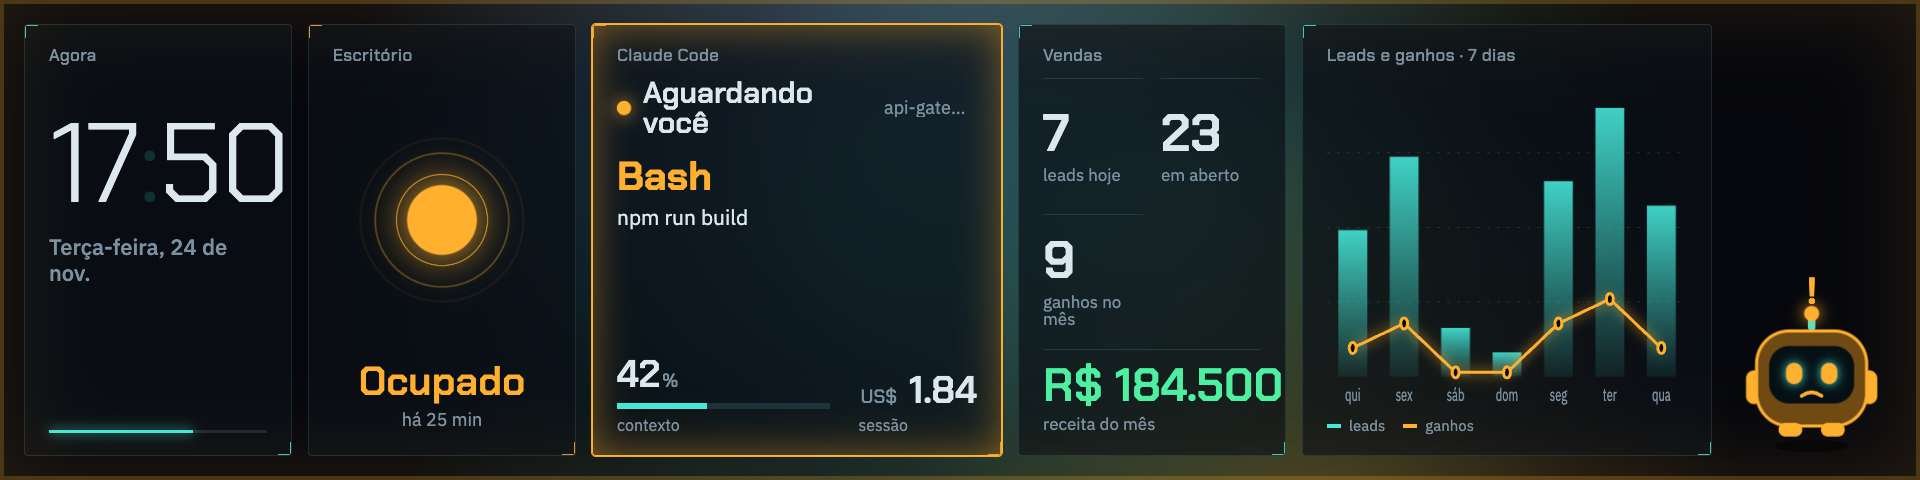 Agora
17:50
Terça-feira, 24 de
nov.
Escritório
Ocupado
há 25 min
Claude Code
Aguardando
você
api-gate...
Bash
npm run build
42%
contexto
US$ 1.84
sessão
Vendas
7
leads hoje
23
em aberto
9
ganhos no
mês
R$ 184.500
receita do mês
Leads e ganhos · 7 dias
qui sex sáb dom seg ter qua
leads ganhos
!